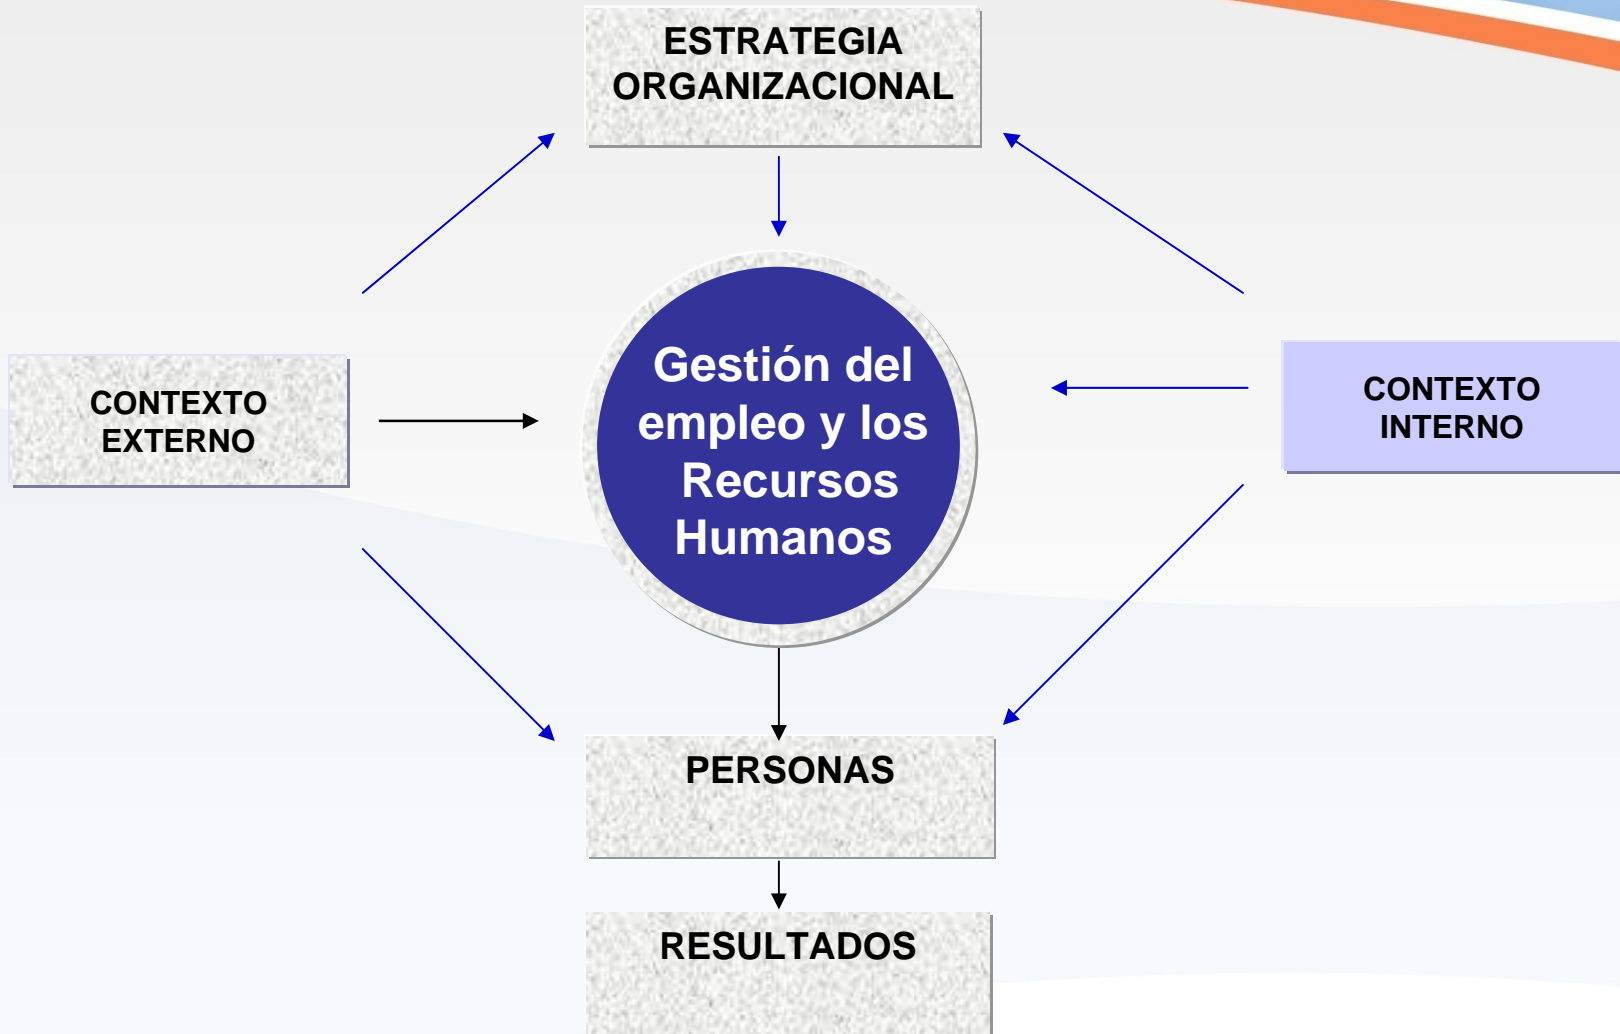 ESTRATEGIA
ORGANIZACIONAL
Gestión del
empleo y los
Recursos
Humanos
CONTEXTO
EXTERNO
CONTEXTO
INTERNO
PERSONAS
RESULTADOS